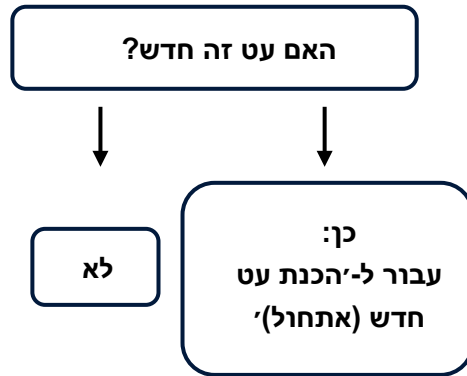 האם עט זה חדש?
כן:
עבור ל-׳הכנת עט
חדש (אתחול)׳
לא